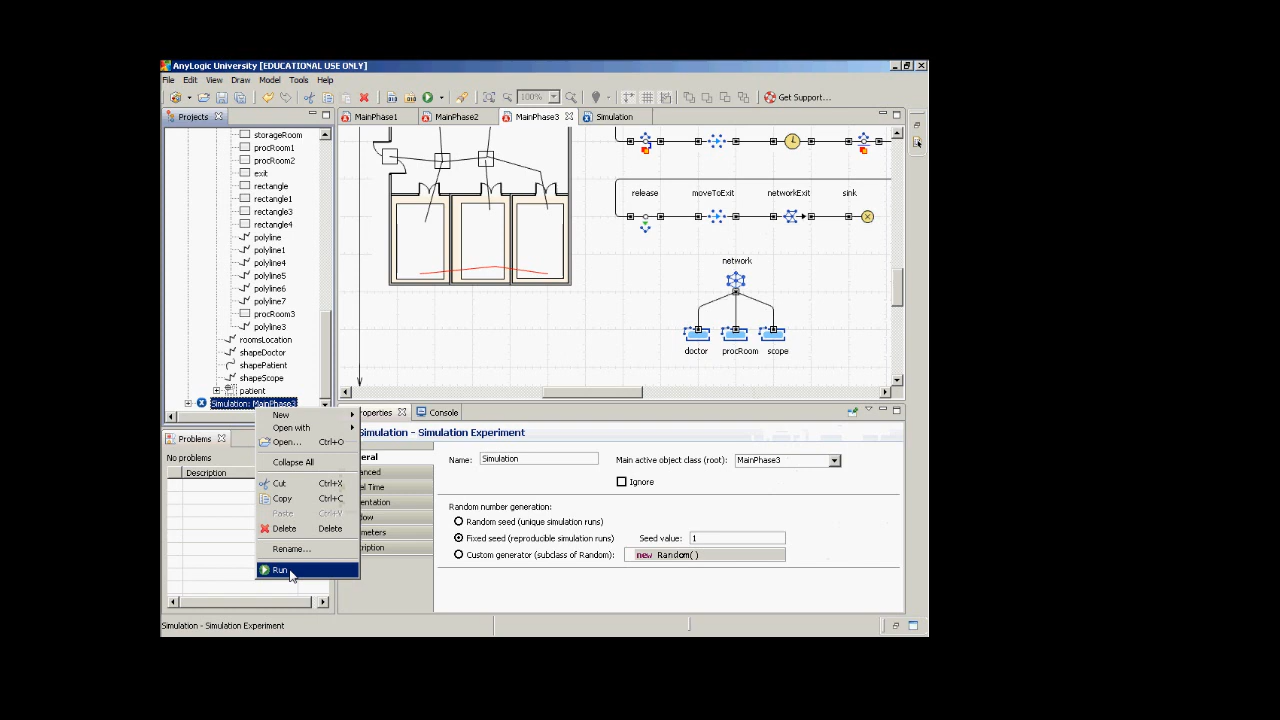 AnyLogic University [EDUCATIONAL USE ONLY]
File Edit View Draw Model Tools Help
100% Get Support...
Projects
MainPhase1 MainPhase2 MainPhase3 Simulation
storageRoom
procRoom1
procRoom2
exit
rectangle
rectangle1
rectangle3
rectangle4
polyline
polyline1
polyline4
polyline5
polyline6
polyline7
procRoom3
polyline3
roomsLocation
shapeDoctor
shapePatient
shapeScope
patient
Simulation: MainPhase3
release moveToExit networkExit sink
network
doctor procRoom scope
Problems
No problems
Description
New
Open with
Open... Ctrl+O
Collapse All
Cut Ctrl+X
Copy Ctrl+C
Paste Ctrl+V
Delete Delete
Rename...
Run
Properties Console
Simulation - Simulation Experiment
Name: Simulation Main active object class (root): MainPhase3
Ignore
Random number generation:
Random seed (unique simulation runs)
Fixed seed (reproducible simulation runs) Seed value: 1
Custom generator (subclass of Random): new Random()
Simulation - Simulation Experiment